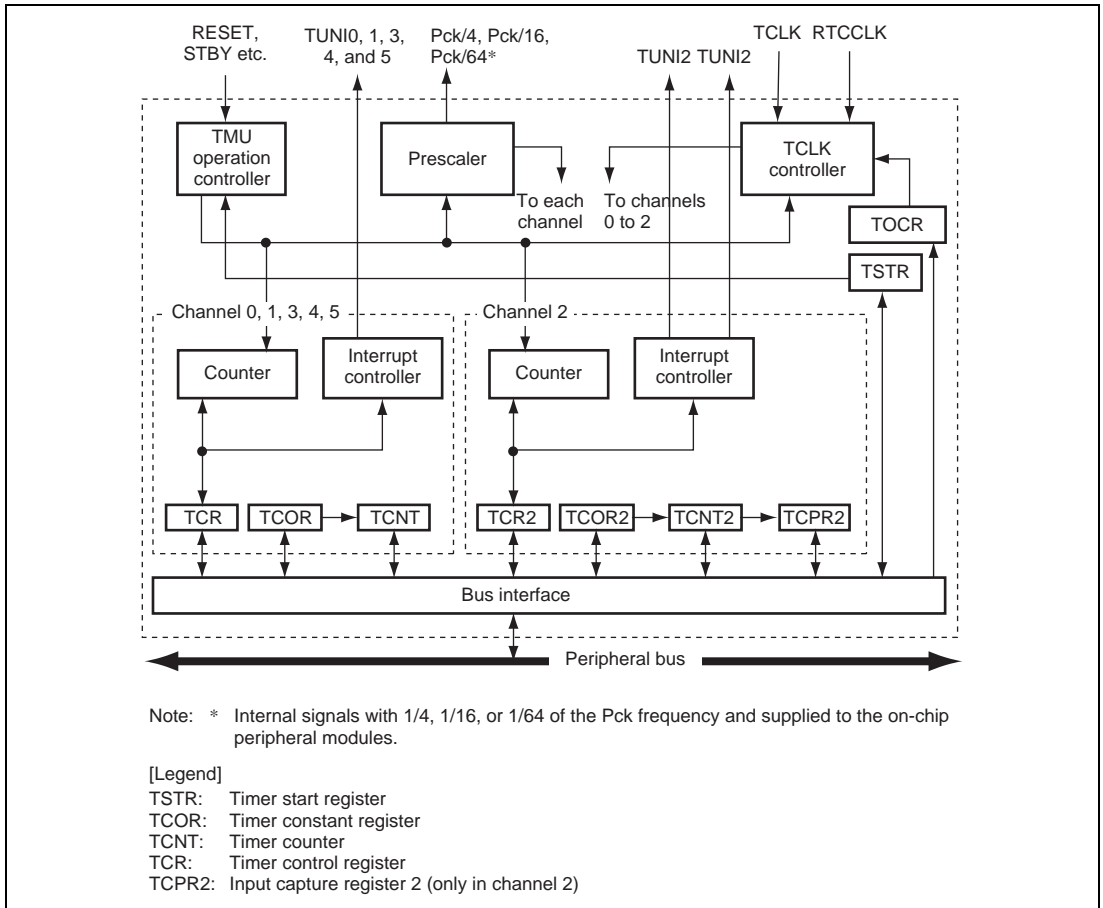 RESET,
STBY etc.
TUNI0, 1, 3,
4, and 5
Pck/4, Pck/16,
Pck/64*
TUNI2 TUNI2
TCLK RTCCLK
TMU
operation
controller
Prescaler
TCLK
controller
To each
channel
To channels
0 to 2
TOCR
TSTR
Channel 0, 1, 3, 4, 5
Channel 2
Counter
Interrupt
controller
Counter
Interrupt
controller
TCR
TCOR
TCNT
TCR2
TCOR2
TCNT2
TCPR2
Bus interface
Peripheral bus
Note: * Internal signals with 1/4, 1/16, or 1/64 of the Pck frequency and supplied to the on-chip
peripheral modules.
[Legend]
TSTR: Timer start register
TCOR: Timer constant register
TCNT: Timer counter
TCR: Timer control register
TCPR2: Input capture register 2 (only in channel 2)